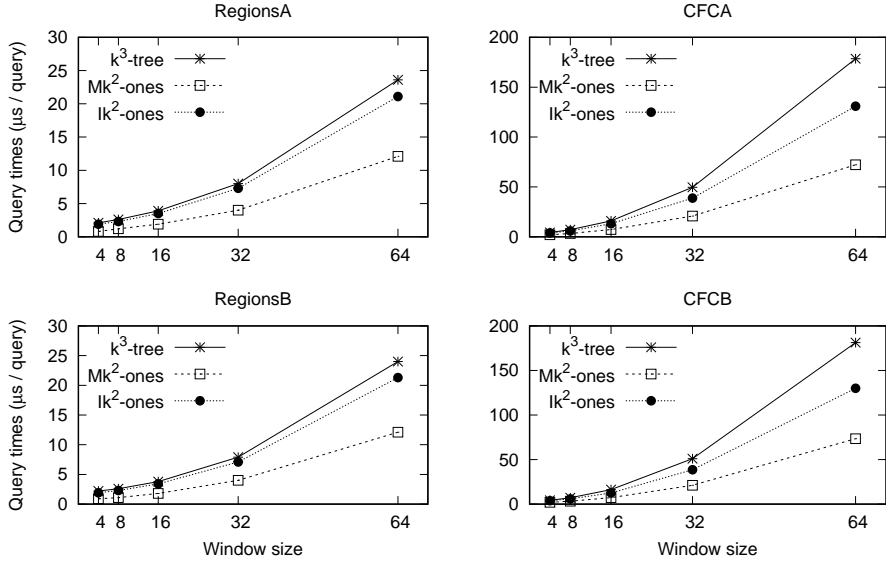 RegionsA
CFCA
Query times (μs / query)
30
25
20
15
10
5
0
k³-tree
Mk²-ones
Ik²-ones
4 8 16 32 64
200
150
100
50
0
k³-tree
Mk²-ones
Ik²-ones
4 8 16 32 64
RegionsB
CFCB
Query times (μs / query)
30
25
20
15
10
5
0
k³-tree
Mk²-ones
Ik²-ones
4 8 16 32 64
Window size
200
150
100
50
0
k³-tree
Mk²-ones
Ik²-ones
4 8 16 32 64
Window size